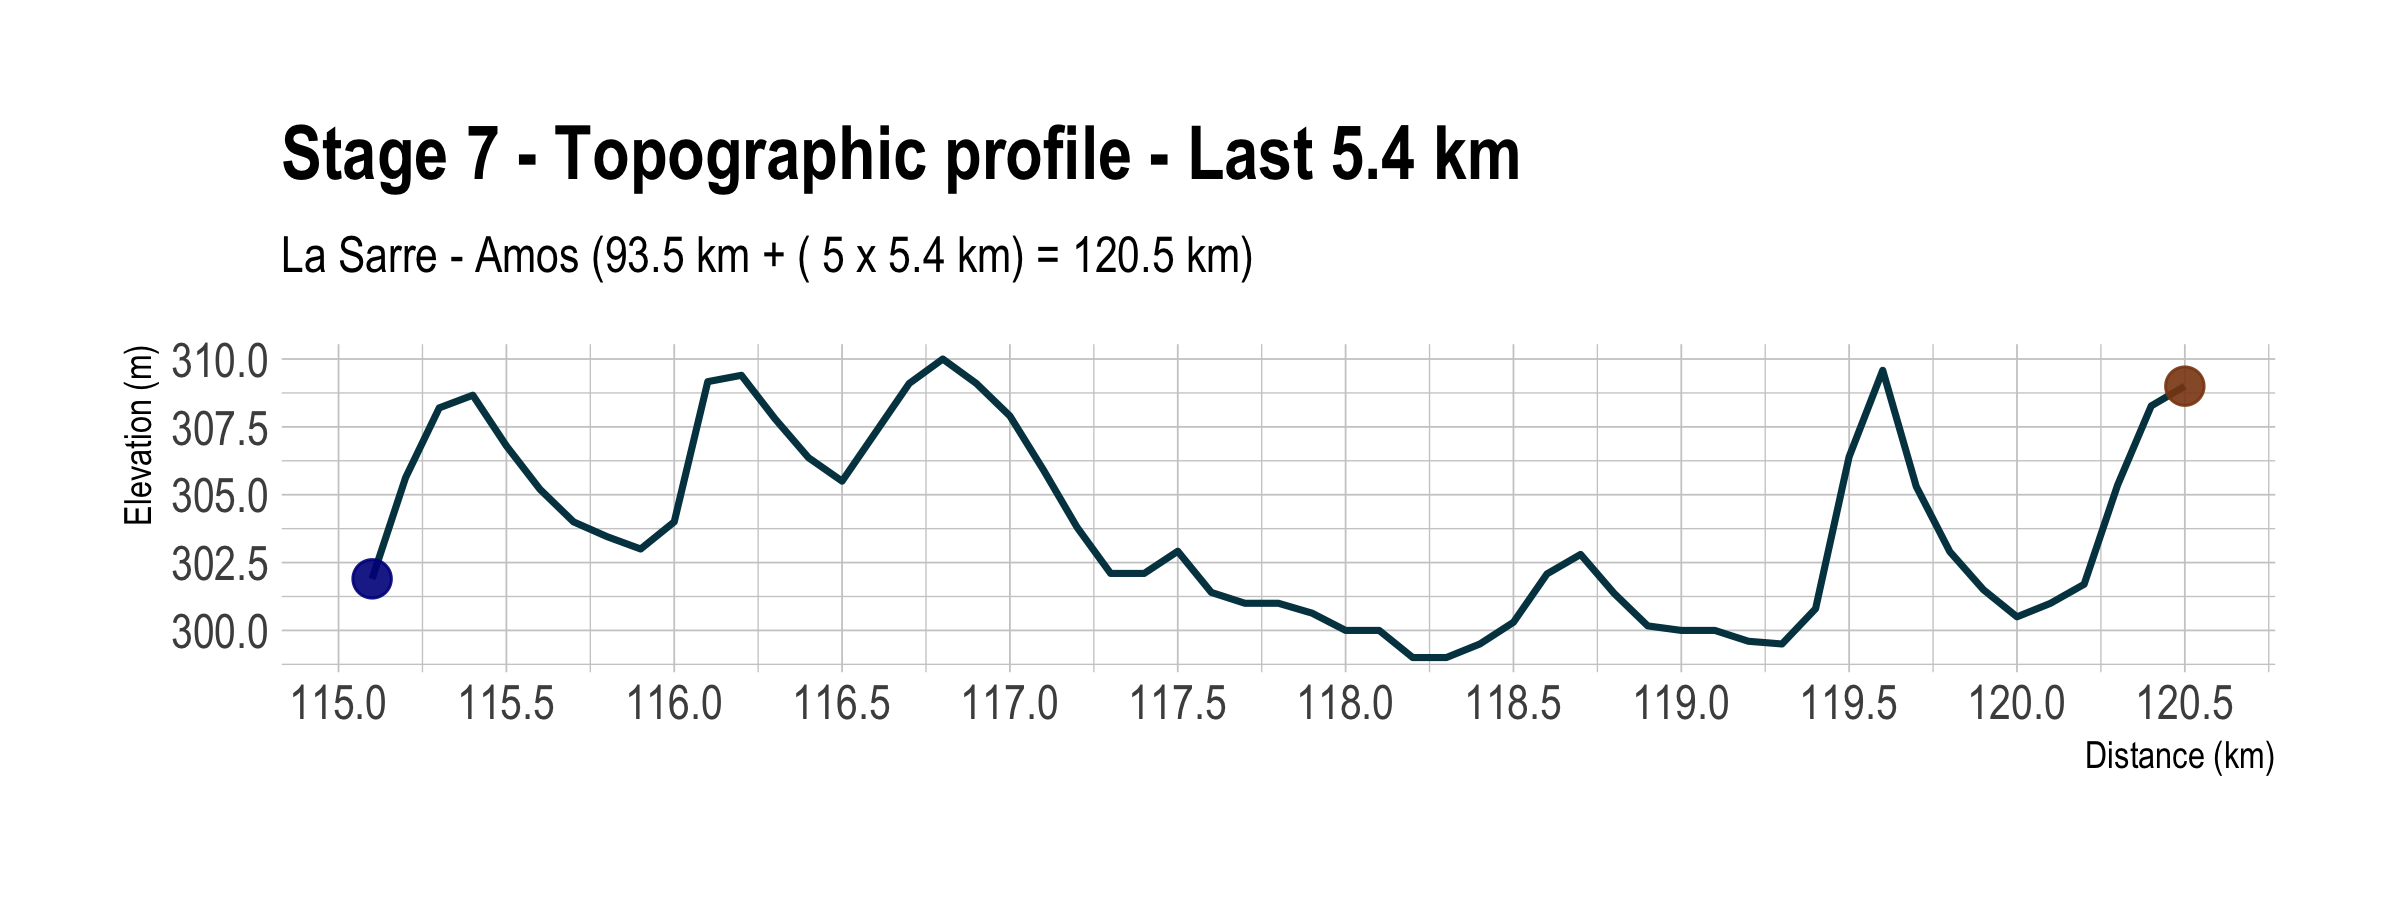 Stage 7 - Topographic profile - Last 5.4 km
La Sarre - Amos (93.5 km + ( 5 x 5.4 km) = 120.5 km)
Elevation (m)
310.0
307.5
305.0
302.5
300.0
115.0 115.5 116.0 116.5 117.0 117.5 118.0 118.5 119.0 119.5 120.0 120.5
Distance (km)